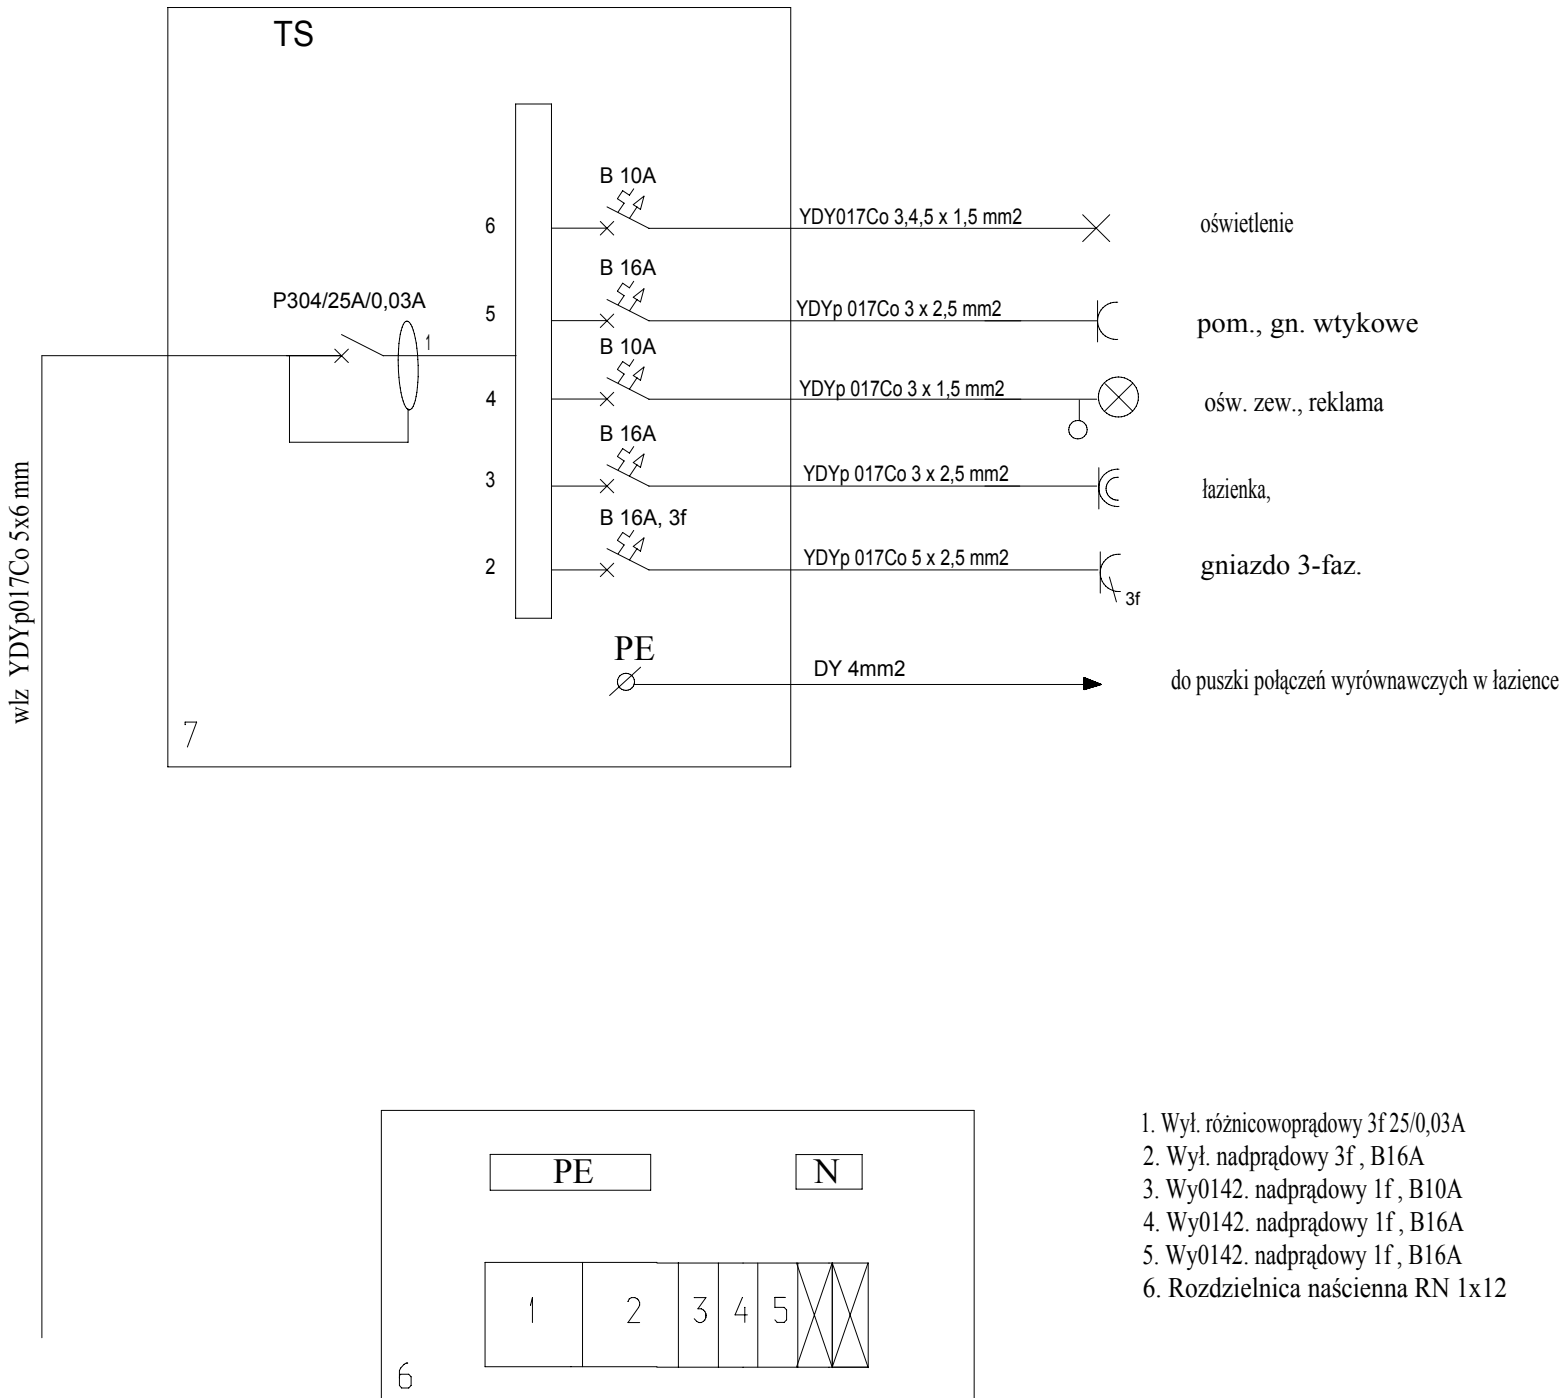 TS
B 10A
6
YDY017Co 3,4,5 x 1,5 mm2
oświetlenie
B 16A
P304/25A/0,03A
5
YDYp 017Co 3 x 2,5 mm2
pom., gn. wtykowe
1
B 10A
4
YDYp 017Co 3 x 1,5 mm2
ośw. zew., reklama
B 16A
3
YDYp 017Co 3 x 2,5 mm2
łazienka,
B 16A, 3f
2
YDYp 017Co 5 x 2,5 mm2
gniazdo 3-faz.
3f
wlz YDYp017Co 5x6 mm
PE
DY 4mm2
do puszki połączeń wyrównawczych w łazience
7
PE
N
1
2
3
4
5
6
1. Wył. różnicowoprądowy 3f 25/0,03A
2. Wył. nadprądowy 3f , B16A
3. Wy0142. nadprądowy 1f , B10A
4. Wy0142. nadprądowy 1f , B16A
5. Wy0142. nadprądowy 1f , B16A
6. Rozdzielnica naścienna RN 1x12